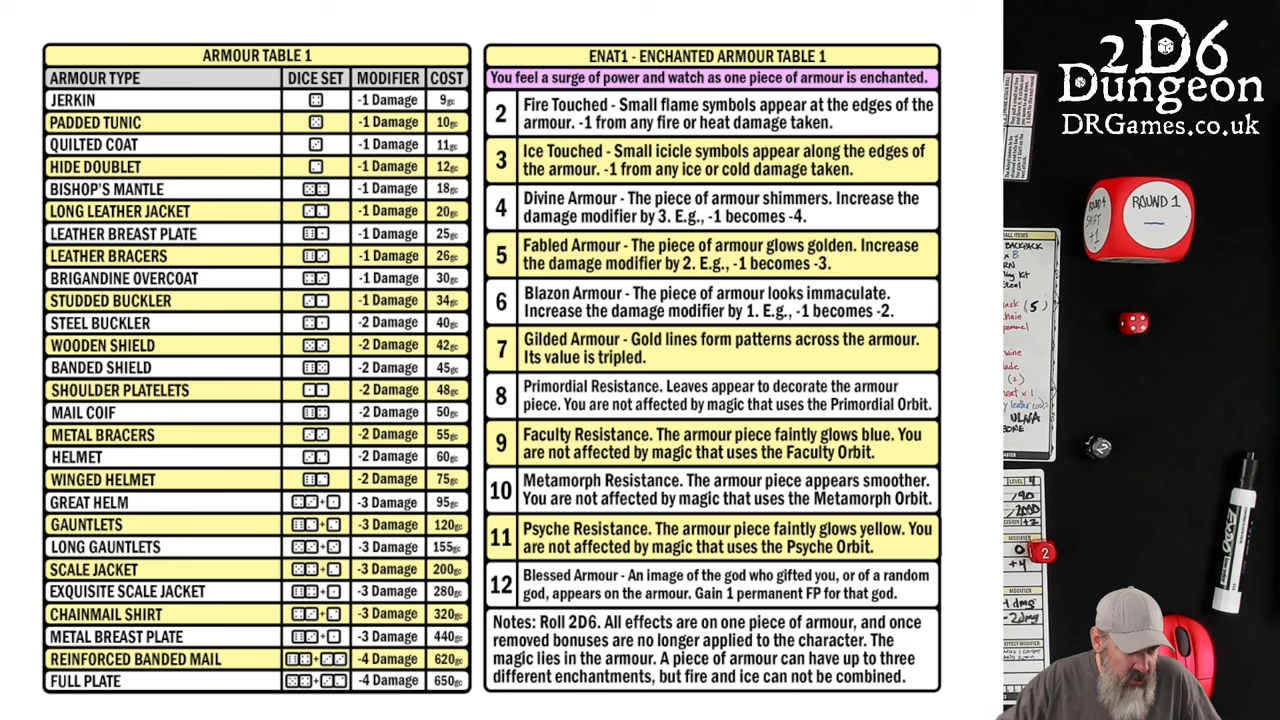 ARMOUR TABLE 1
ARMOUR TYPE DICE SET MODIFIER COST
JERKIN -1 Damage 9gc
PADDED TUNIC -1 Damage 10gc
QUILTED COAT -1 Damage 11gc
HIDE DOUBLET -1 Damage 12gc
BISHOP'S MANTLE -1 Damage 18gc
LONG LEATHER JACKET -1 Damage 20gc
LEATHER BREAST PLATE -1 Damage 25gc
LEATHER BRACERS -1 Damage 26gc
BRIGANDINE OVERCOAT -1 Damage 30gc
STUDDED BUCKLER -1 Damage 34gc
STEEL BUCKLER -2 Damage 40gc
WOODEN SHIELD -2 Damage 42gc
BANDED SHIELD -2 Damage 45gc
SHOULDER PLATELETS -2 Damage 48gc
MAIL COIF -2 Damage 50gc
METAL BRACERS -2 Damage 55gc
HELMET -2 Damage 60gc
WINGED HELMET -2 Damage 75gc
GREAT HELM + -3 Damage 95gc
GAUNTLETS + -3 Damage 120gc
LONG GAUNTLETS + -3 Damage 155gc
SCALE JACKET + -3 Damage 200gc
EXQUISITE SCALE JACKET + -3 Damage 280gc
CHAINMAIL SHIRT + -3 Damage 320gc
METAL BREAST PLATE + -3 Damage 440gc
REINFORCED BANDED MAIL + -4 Damage 620gc
FULL PLATE + -4 Damage 650gc
ENAT1 - ENCHANTED ARMOUR TABLE 1
You feel a surge of power and watch as one piece of armour is enchanted.
2 Fire Touched - Small flame symbols appear at the edges of the
armour. -1 from any fire or heat damage taken.
3 Ice Touched - Small icicle symbols appear along the edges of
the armour. -1 from any ice or cold damage taken.
4 Divine Armour - The piece of armour shimmers. Increase the
damage modifier by 3. E.g., -1 becomes -4.
5 Fabled Armour - The piece of armour glows golden. Increase
the damage modifier by 2. E.g., -1 becomes -3.
6 Blazon Armour - The piece of armour looks immaculate.
Increase the damage modifier by 1. E.g., -1 becomes -2.
7 Gilded Armour - Gold lines form patterns across the armour.
Its value is tripled.
8 Primordial Resistance. Leaves appear to decorate the armour
piece. You are not affected by magic that uses the Primordial Orbit.
9 Faculty Resistance. The armour piece faintly glows blue. You
are not affected by magic that uses the Faculty Orbit.
10 Metamorph Resistance. The armour piece appears smoother.
You are not affected by magic that uses the Metamorph Orbit.
11 Psyche Resistance. The armour piece faintly glows yellow. You
are not affected by magic that uses the Psyche Orbit.
12 Blessed Armour - An image of the god who gifted you, or of a random
god, appears on the armour. Gain 1 permanent FP for that god.
Notes: Roll 2D6. All effects are on one piece of armour, and once
removed bonuses are no longer applied to the character. The
magic lies in the armour. A piece of armour can have up to three
different enchantments, but fire and ice can not be combined.
2D6
Dungeon
DRGames.co.uk
ROUND 1
SHIFT
+1
BACKPACK
LEVEL 4
+2
MODIFIER
0
2
+4
MODIFIER
EFFECT MODIFIER